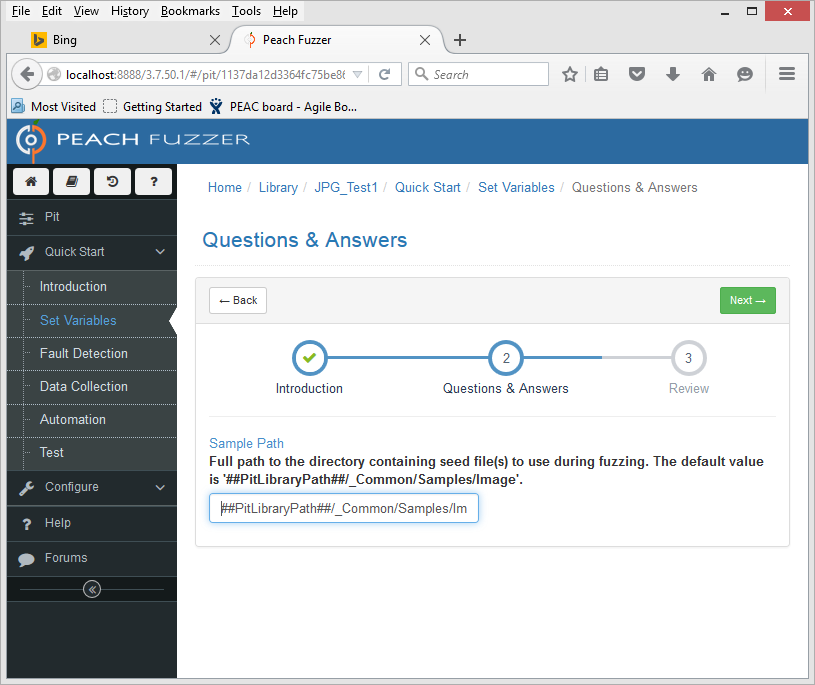 File Edit View History Bookmarks Tools Help
Bing
Peach Fuzzer
localhost:8888/3.7.50.1/#/pit/1137da12d3364fc75be8
Search
Most Visited Getting Started PEAC board - Agile Bo...
PEACH FUZZER
Home / Library / JPG_Test1 / Quick Start / Set Variables / Questions & Answers
?
Pit
Quick Start
Introduction
Set Variables
Fault Detection
Data Collection
Automation
Test
Configure
? Help
Forums
Questions & Answers
← Back
Next →
2
3
Introduction
Questions & Answers
Review
Sample Path
Full path to the directory containing seed file(s) to use during fuzzing. The default value
is '##PitLibraryPath##/_Common/Samples/Image'.
##PitLibraryPath##/_Common/Samples/Im